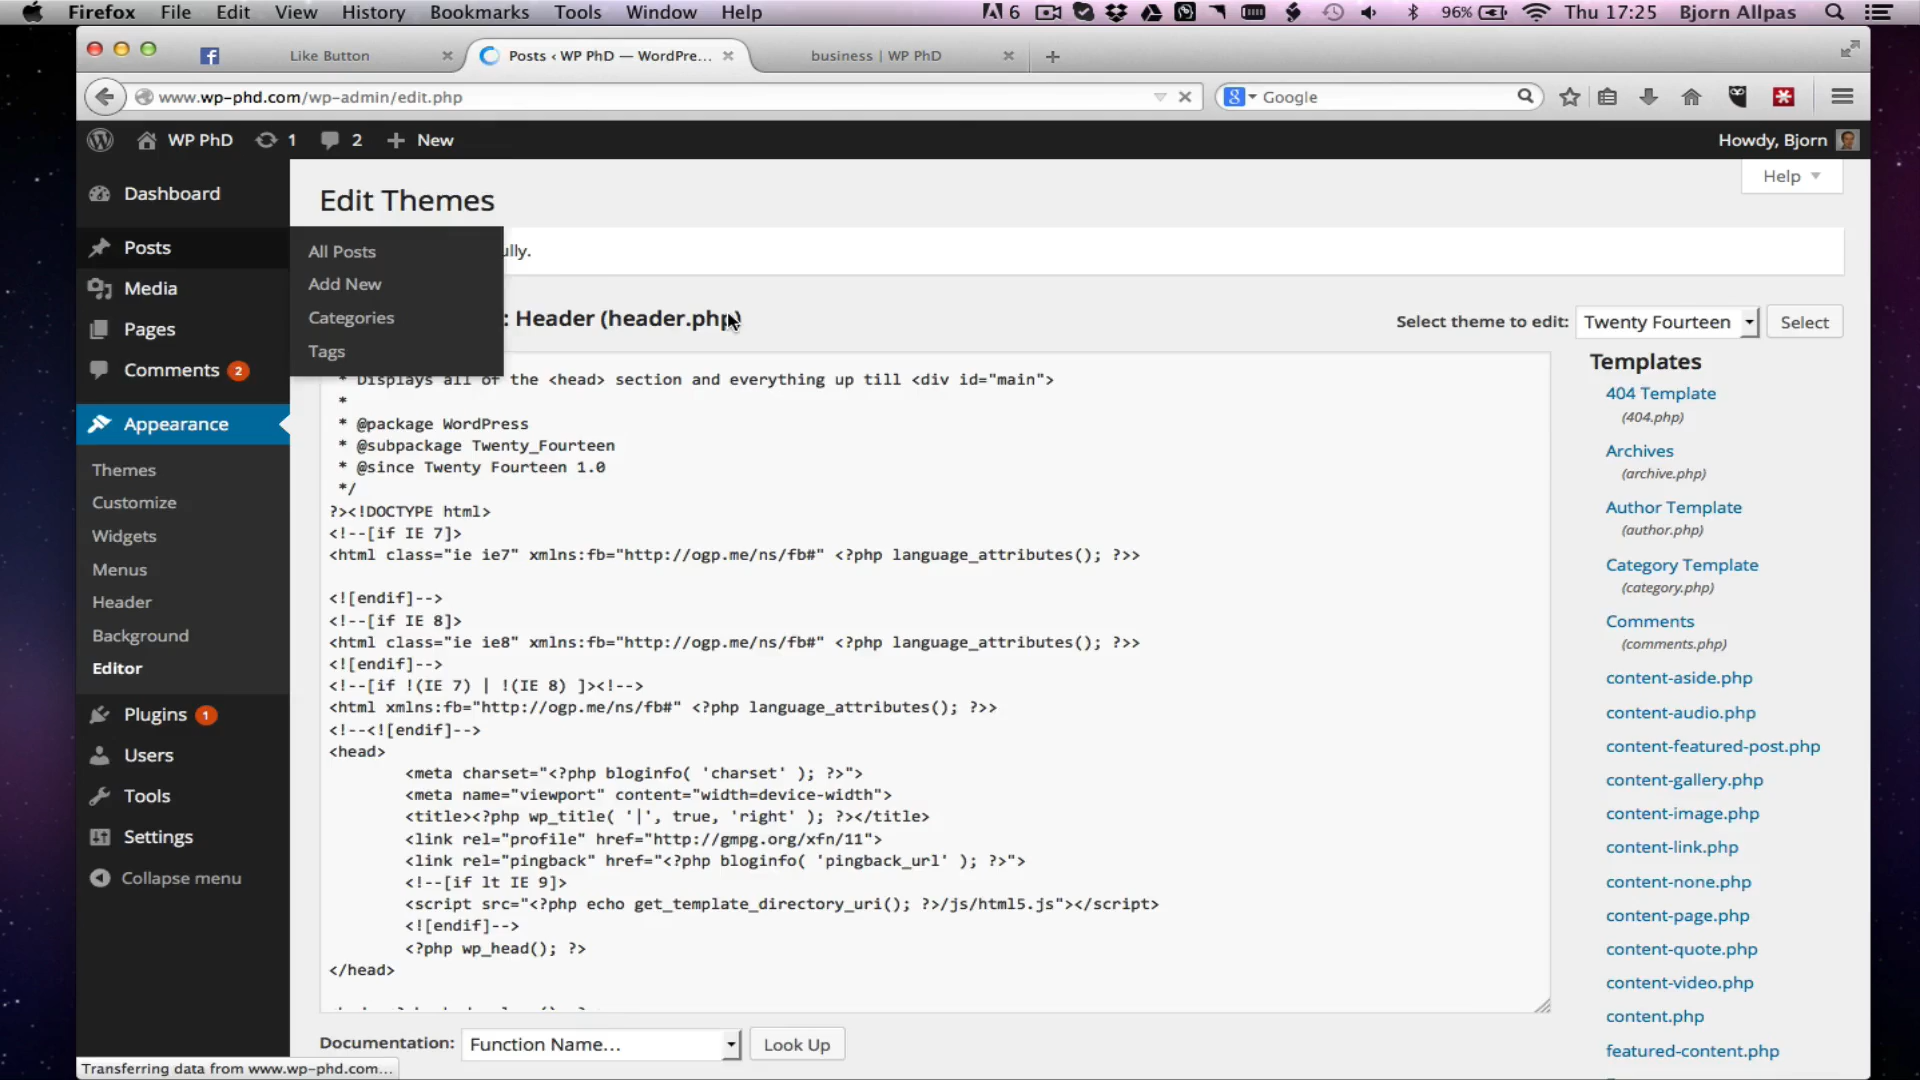 Firefox File Edit View History Bookmarks Tools Window Help 6 96% Thu 17:25 Bjorn Allpas
Like Button
Posts ‹ WP PhD — WordPre...
business | WP PhD
www.wp-phd.com/wp-admin/edit.php
Google
WP PhD 1 2 New
Howdy, Bjorn
Dashboard
Posts
Media
Pages
Comments 2
Appearance
Themes
Customize
Widgets
Menus
Header
Background
Editor
Plugins 1
Users
Tools
Settings
Collapse menu
All Posts
Add New
Categories
Tags
Edit Themes
Help
ully.
: Header (header.php)
Select theme to edit: Twenty Fourteen Select
* Displays all of the <head> section and everything up till <div id="main">
*
* @package WordPress
* @subpackage Twenty_Fourteen
* @since Twenty Fourteen 1.0
*/
?><!DOCTYPE html>
<!--[if IE 7]>
<html class="ie ie7" xmlns:fb="http://ogp.me/ns/fb#" <?php language_attributes(); ?>>
<![endif]-->
<!--[if IE 8]>
<html class="ie ie8" xmlns:fb="http://ogp.me/ns/fb#" <?php language_attributes(); ?>>
<![endif]-->
<!--[if !(IE 7) | !(IE 8) ]><!-->
<html xmlns:fb="http://ogp.me/ns/fb#" <?php language_attributes(); ?>>
<!--<![endif]-->
<head>
<meta charset="<?php bloginfo( 'charset' ); ?>">
<meta name="viewport" content="width=device-width">
<title><?php wp_title( '|', true, 'right' ); ?></title>
<link rel="profile" href="http://gmpg.org/xfn/11">
<link rel="pingback" href="<?php bloginfo( 'pingback_url' ); ?>">
<!--[if lt IE 9]>
<script src="<?php echo get_template_directory_uri(); ?>/js/html5.js"></script>
<![endif]-->
<?php wp_head(); ?>
</head>
Documentation: Function Name... Look Up
Templates
404 Template
(404.php)
Archives
(archive.php)
Author Template
(author.php)
Category Template
(category.php)
Comments
(comments.php)
content-aside.php
content-audio.php
content-featured-post.php
content-gallery.php
content-image.php
content-link.php
content-none.php
content-page.php
content-quote.php
content-video.php
content.php
featured-content.php
Transferring data from www.wp-phd.com...